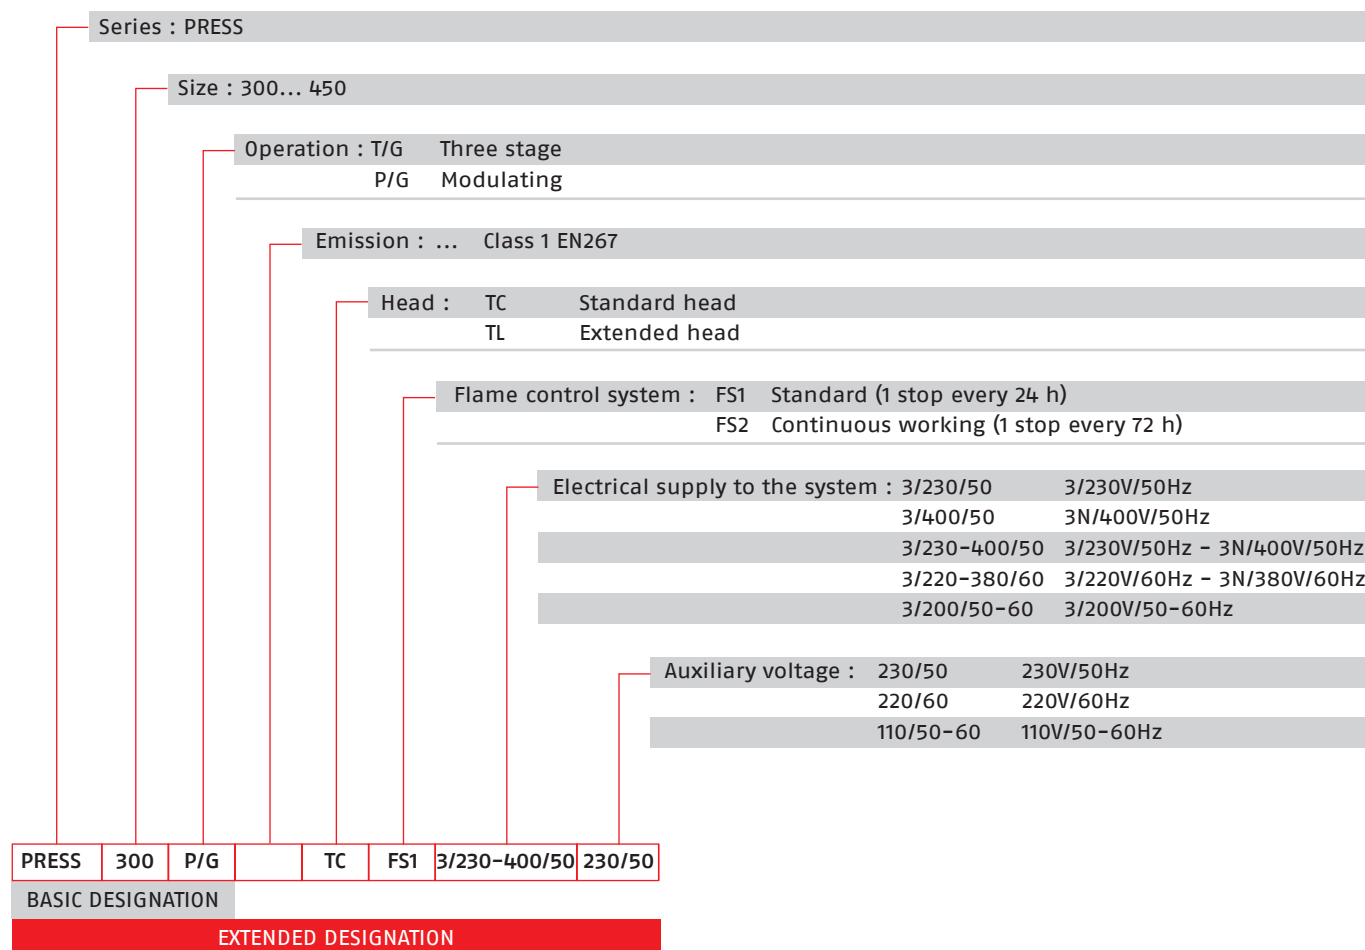 Series : PRESS
Size : 300... 450
Operation : T/G Three stage
P/G Modulating
Emission : ... Class 1 EN267
Head : TC Standard head
TL Extended head
Flame control system : FS1 Standard (1 stop every 24 h)
FS2 Continuous working (1 stop every 72 h)
Electrical supply to the system : 3/230/50 3/230V/50Hz
3/400/50 3N/400V/50Hz
3/230-400/50 3/230V/50Hz - 3N/400V/50Hz
3/220-380/60 3/220V/60Hz - 3N/380V/60Hz
3/200/50-60 3/200V/50-60Hz
Auxiliary voltage : 230/50 230V/50Hz
220/60 220V/60Hz
110/50-60 110V/50-60Hz
PRESS 300 P/G TC FS1 3/230-400/50 230/50
BASIC DESIGNATION
EXTENDED DESIGNATION